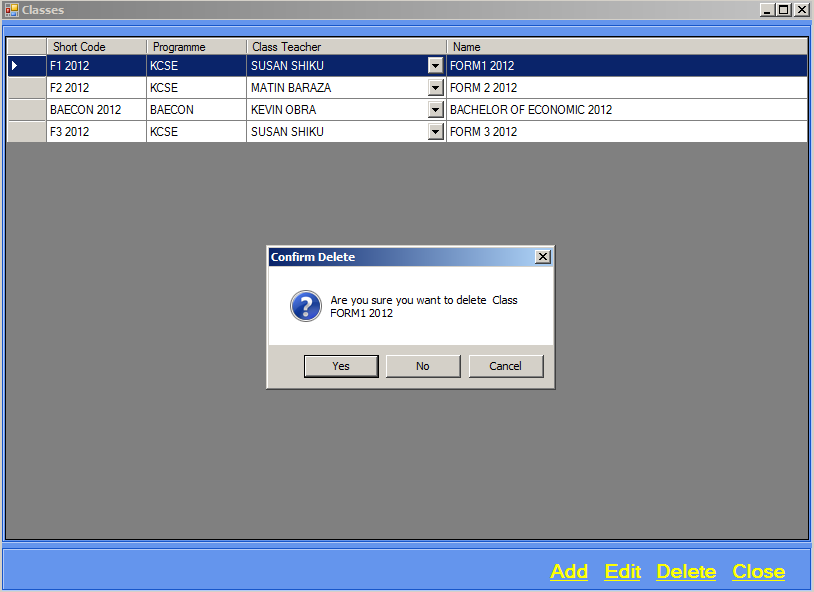 Classes
Short Code Programme Class Teacher Name
F1 2012 KCSE SUSAN SHIKU FORM1 2012
F2 2012 KCSE MATIN BARAZA FORM 2 2012
BAECON 2012 BAECON KEVIN OBRA BACHELOR OF ECONOMIC 2012
F3 2012 KCSE SUSAN SHIKU FORM 3 2012
Confirm Delete
Are you sure you want to delete Class
FORM1 2012
Yes No Cancel
Add Edit Delete Close